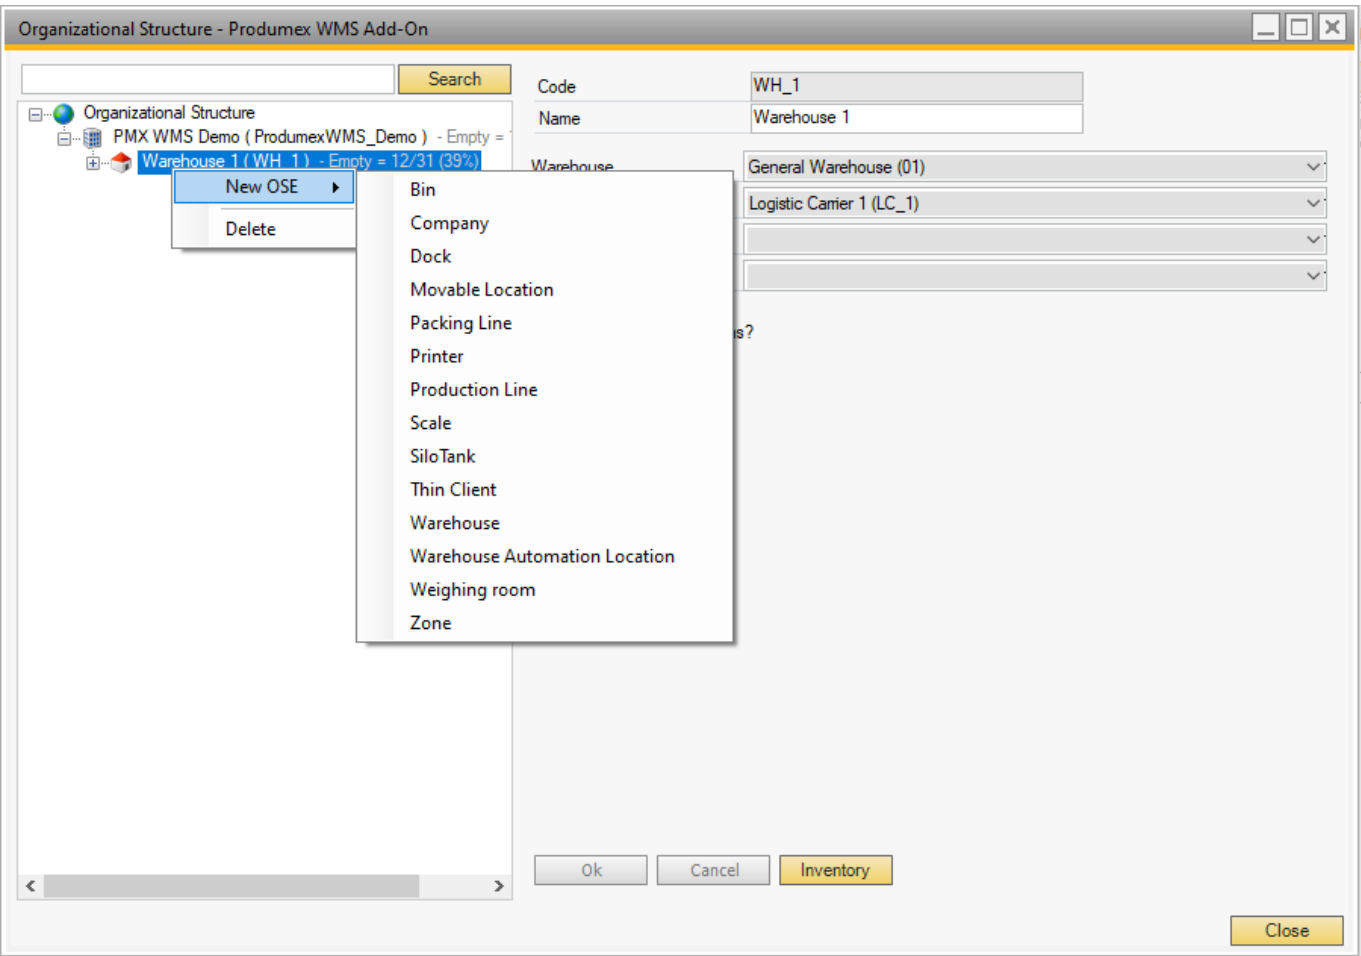 Organizational Structure - Produmex WMS Add-On
Search
Organizational Structure
PMX WMS Demo ( ProdumexWMS_Demo ) - Empty =
Warehouse 1 ( WH_1 ) - Empty = 12/31 (39%)
New OSE
Delete
Bin
Company
Dock
Movable Location
Packing Line
Printer
Production Line
Scale
SiloTank
Thin Client
Warehouse
Warehouse Automation Location
Weighing room
Zone
Code
WH_1
Name
Warehouse 1
Warehouse
General Warehouse (01)
Logistic Carrier 1 (LC_1)
s?
Ok
Cancel
Inventory
Close